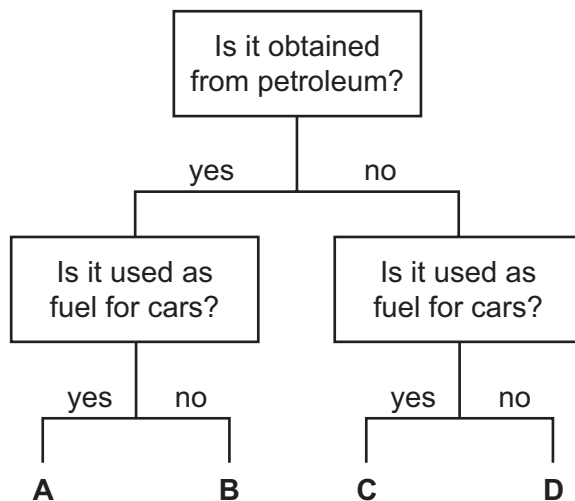 Is it obtained
from petroleum?
yes no
Is it used as
fuel for cars?
Is it used as
fuel for cars?
yes no
yes no
A B C D